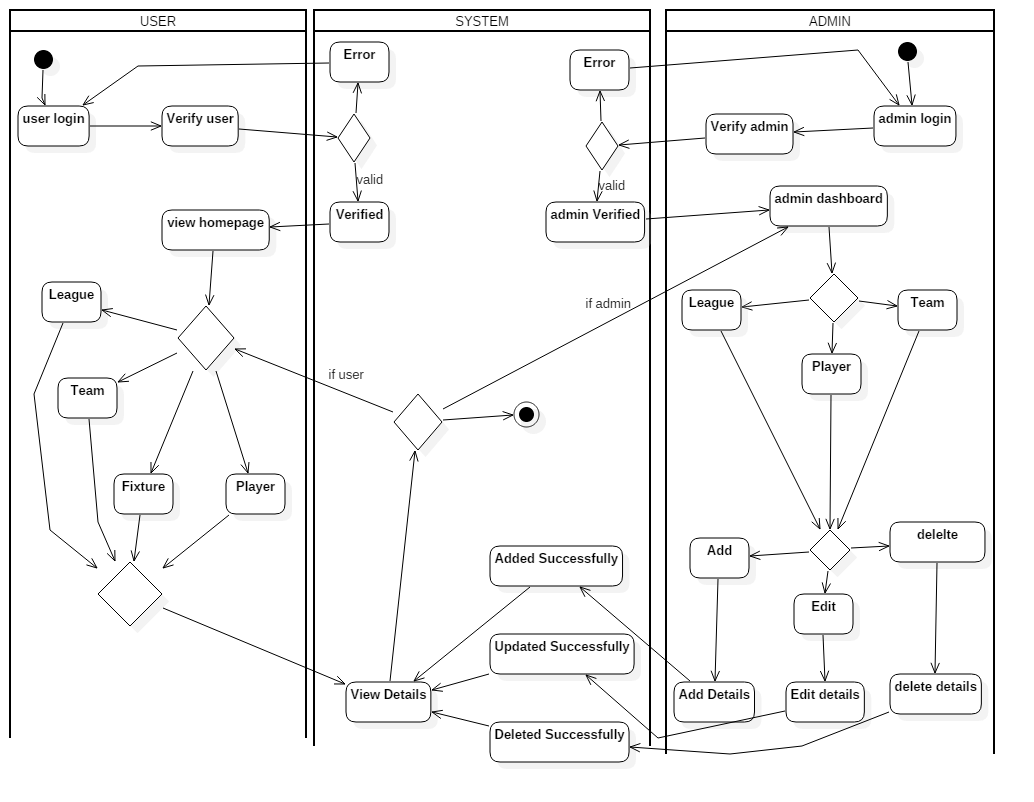 USER
SYSTEM
ADMIN
Error
Error
user login
Verify user
Verify admin
admin login
valid
valid
view homepage
Verified
admin Verified
admin dashboard
League
if admin
League
Team
Team
if user
Player
Fixture
Player
Added Successfully
Add
delelte
Edit
Updated Successfully
View Details
Add Details
Edit details
delete details
Deleted Successfully